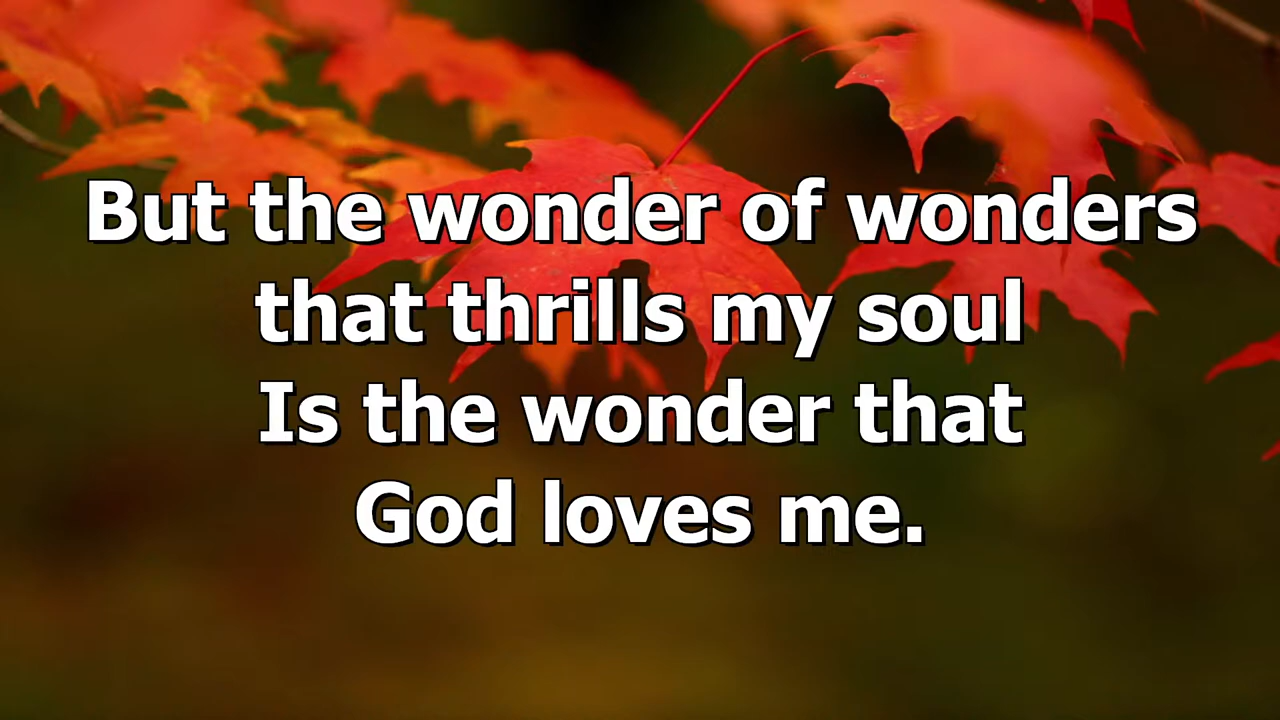 But the wonder of wonders
that thrills my soul
Is the wonder that
God loves me.